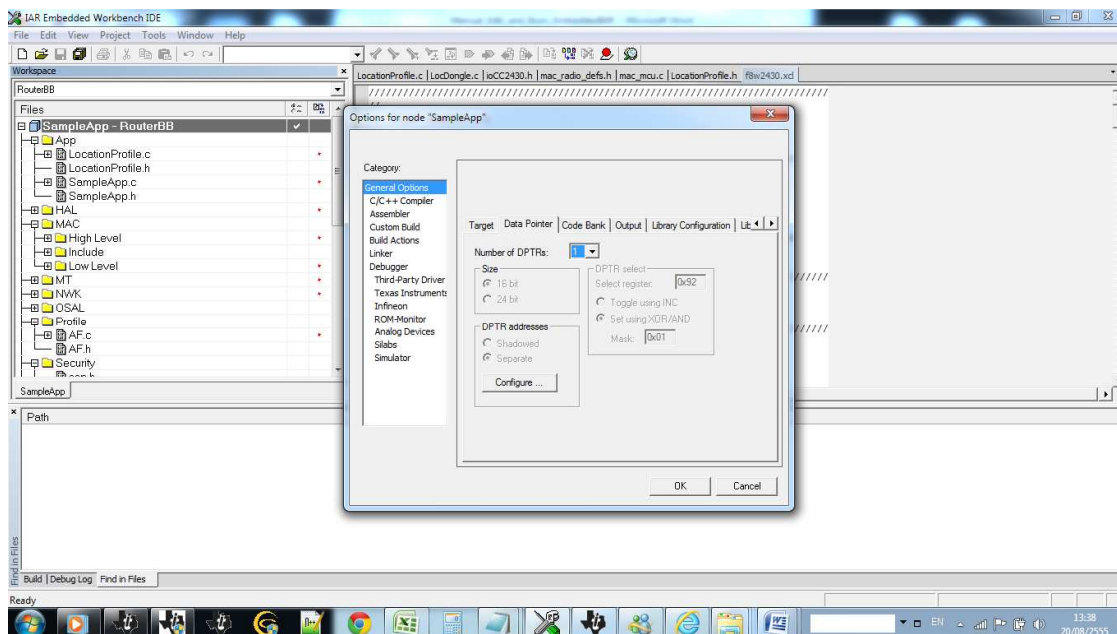 IAR Embedded Workbench IDE
File Edit View Project Tools Window Help
Workspace
RouterBB
Files
SampleApp - RouterBB
App
LocationProfile.c
LocationProfile.h
SampleApp.c
SampleApp.h
HAL
MAC
High Level
Include
Low Level
MT
NWK
OSAL
Profile
AF.c
AF.h
Security
SampleApp
LocationProfile.c | LocDongle.c | ioCC2430.h | mac_radio_defs.h | mac_mcu.c | LocationProfile.h f8w2430.xcl
////////////////////////////////////////////////////////////////////////////////
//////
//////
Options for node "SampleApp"
Category:
General Options
C/C++ Compiler
Assembler
Custom Build
Build Actions
Linker
Debugger
Third-Party Driver
Texas Instruments
Infineon
ROM-Monitor
Analog Devices
Silabs
Simulator
Target Data Pointer Code Bank Output Library Configuration
Number of DPTRs: 1
Size
16 bit
24 bit
DPTR addresses
Shadowed
Separate
Configure ...
DPTR select
Select register: 0x92
Toggle using INC
Set using XOR/AND
Mask: 0x01
OK Cancel
Path
Find in Files
Build | Debug Log Find in Files
Ready
EN
13:38
20/08/2555